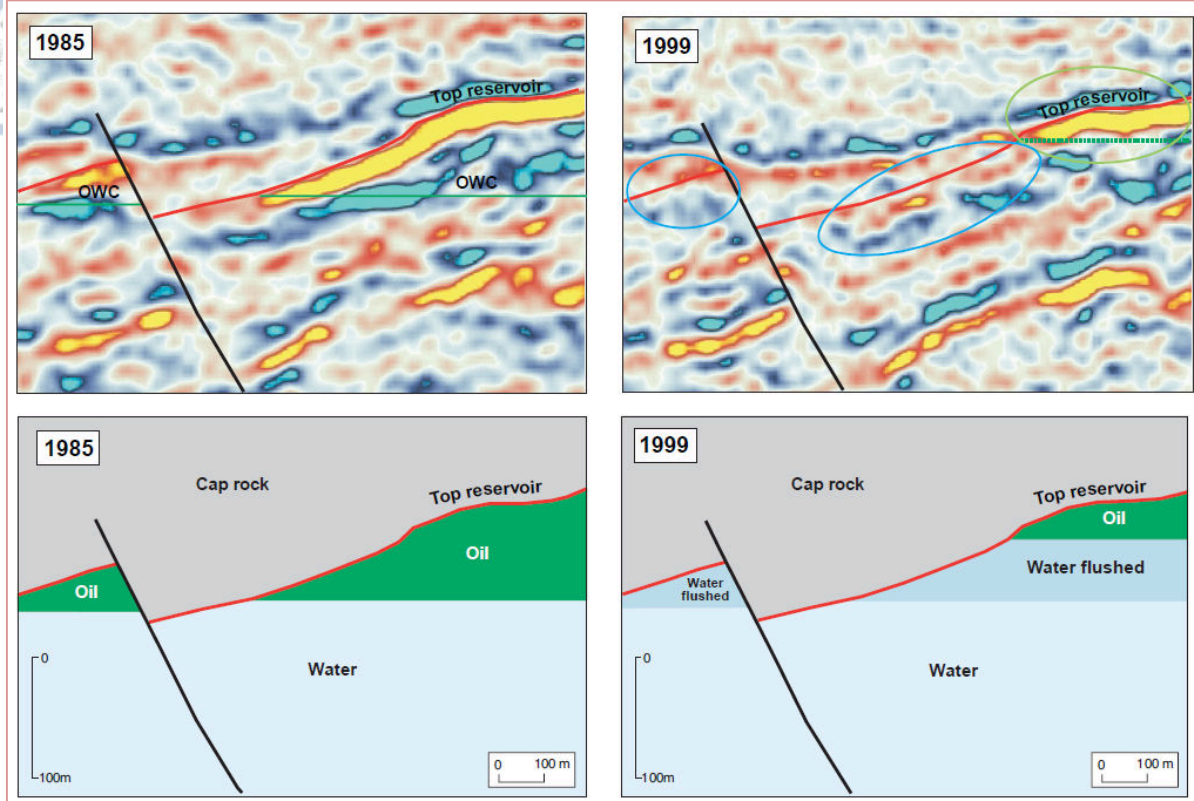 1985
Top reservoir
OWC
OWC
1999
Top reservoir
1985
Cap rock
Top reservoir
Oil
Oil
Water
0
100m
0 100 m
1999
Cap rock
Top reservoir
Oil
Water flushed
Water
flushed
Water
0
100m
0 100 m